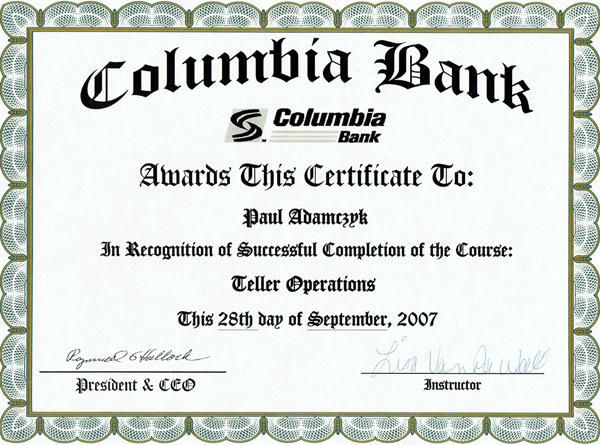 Columbia Bank
Columbia
Bank
Awards This Certificate To:
Paul Adamczyk
In Recognition of Successful Completion of the Course:
Teller Operations
This 28th day of September, 2007
Raymond G Hallock
Lisa Van Da Wall
President & CEO
Instructor